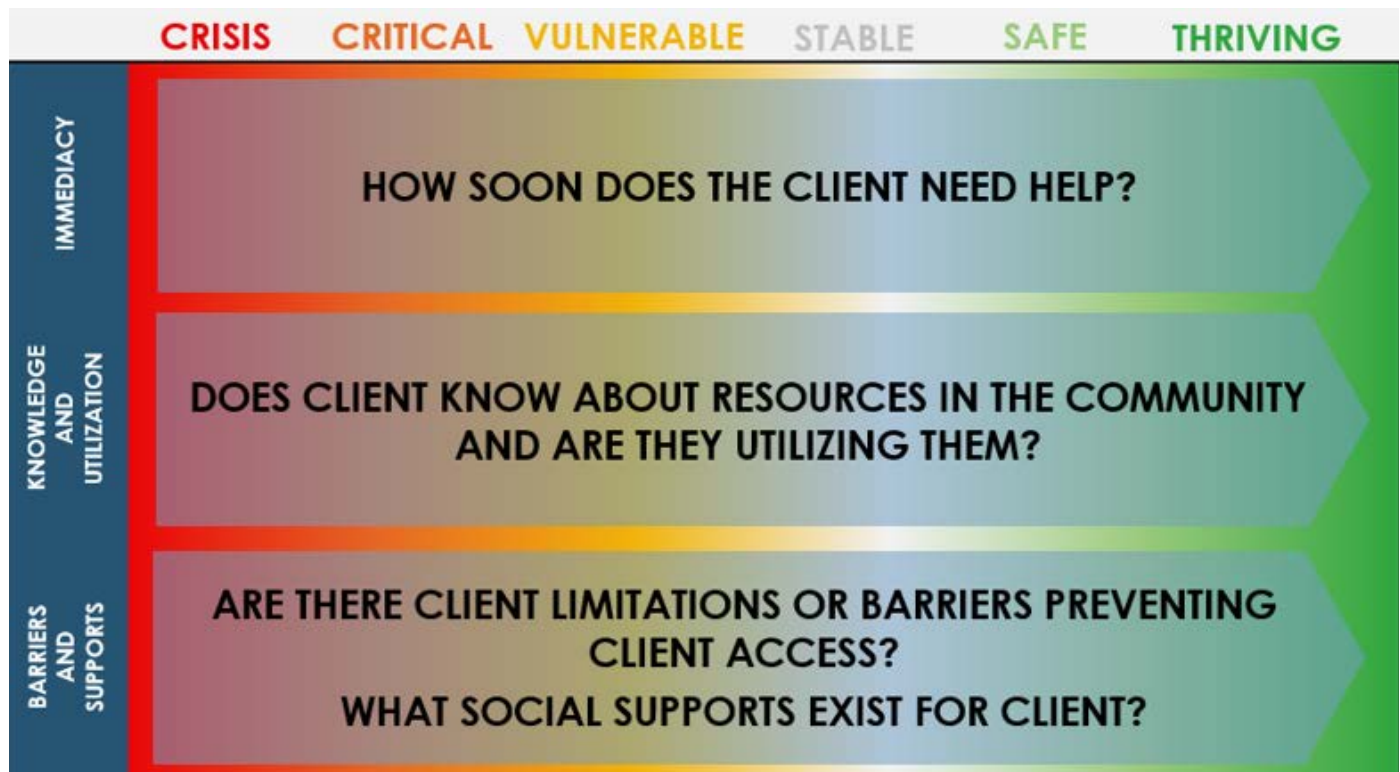 CRISIS CRITICAL VULNERABLE STABLE SAFE THRIVING
IMMEDIACY
HOW SOON DOES THE CLIENT NEED HELP?
KNOWLEDGE
AND
UTILIZATION
DOES CLIENT KNOW ABOUT RESOURCES IN THE COMMUNITY
AND ARE THEY UTILIZING THEM?
BARRIERS
AND
SUPPORTS
ARE THERE CLIENT LIMITATIONS OR BARRIERS PREVENTING
CLIENT ACCESS?
WHAT SOCIAL SUPPORTS EXIST FOR CLIENT?